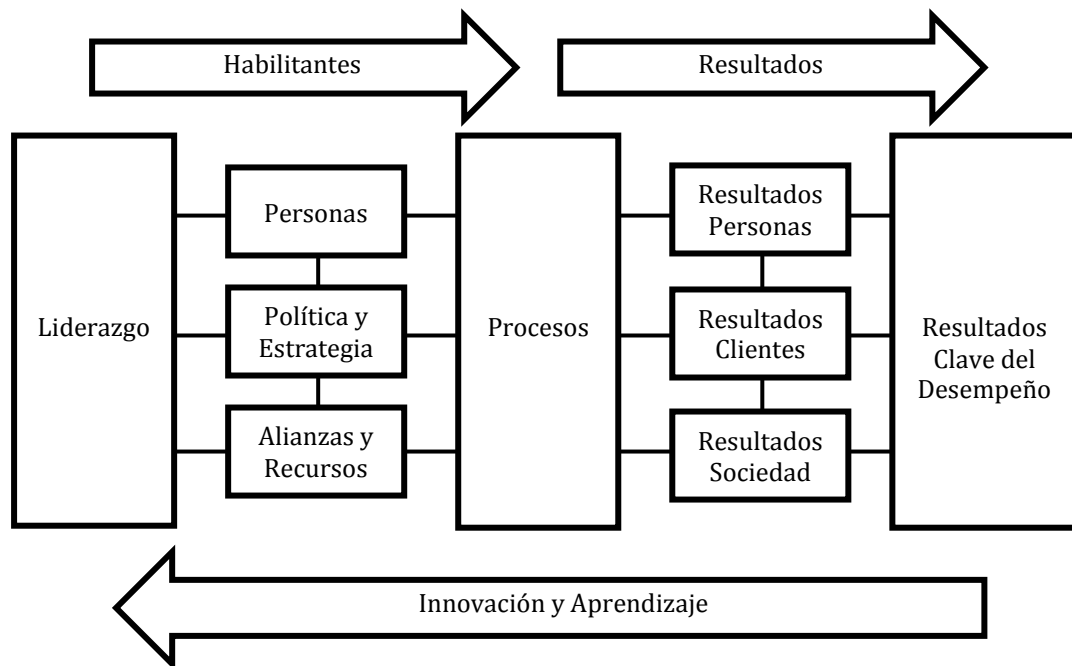 Habilitantes
Resultados
Liderazgo
Personas
Política y
Estrategia
Alianzas y
Recursos
Procesos
Resultados
Personas
Resultados
Clientes
Resultados
Sociedad
Resultados
Clave del
Desempeño
Innovación y Aprendizaje